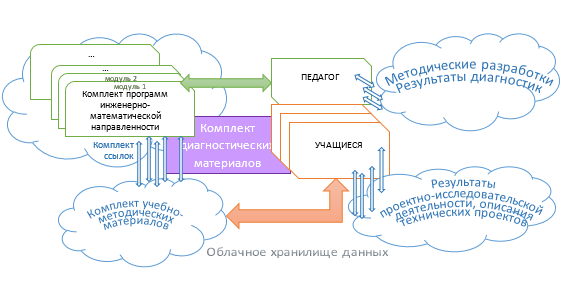 ...
...
модуль 2
модуль 1
Комплект программ
инженерно-
математической
направленности
ПЕДАГОГ
Методические разработки
Результаты диагностик
Комплект
диагностических
материалов
УЧАЩИЕСЯ
Комплект
ссылок
Комплект учебно-
методических
материалов
Результаты
проектно-исследовательской
деятельности, описания
технических проектов
Облачное хранилище данных